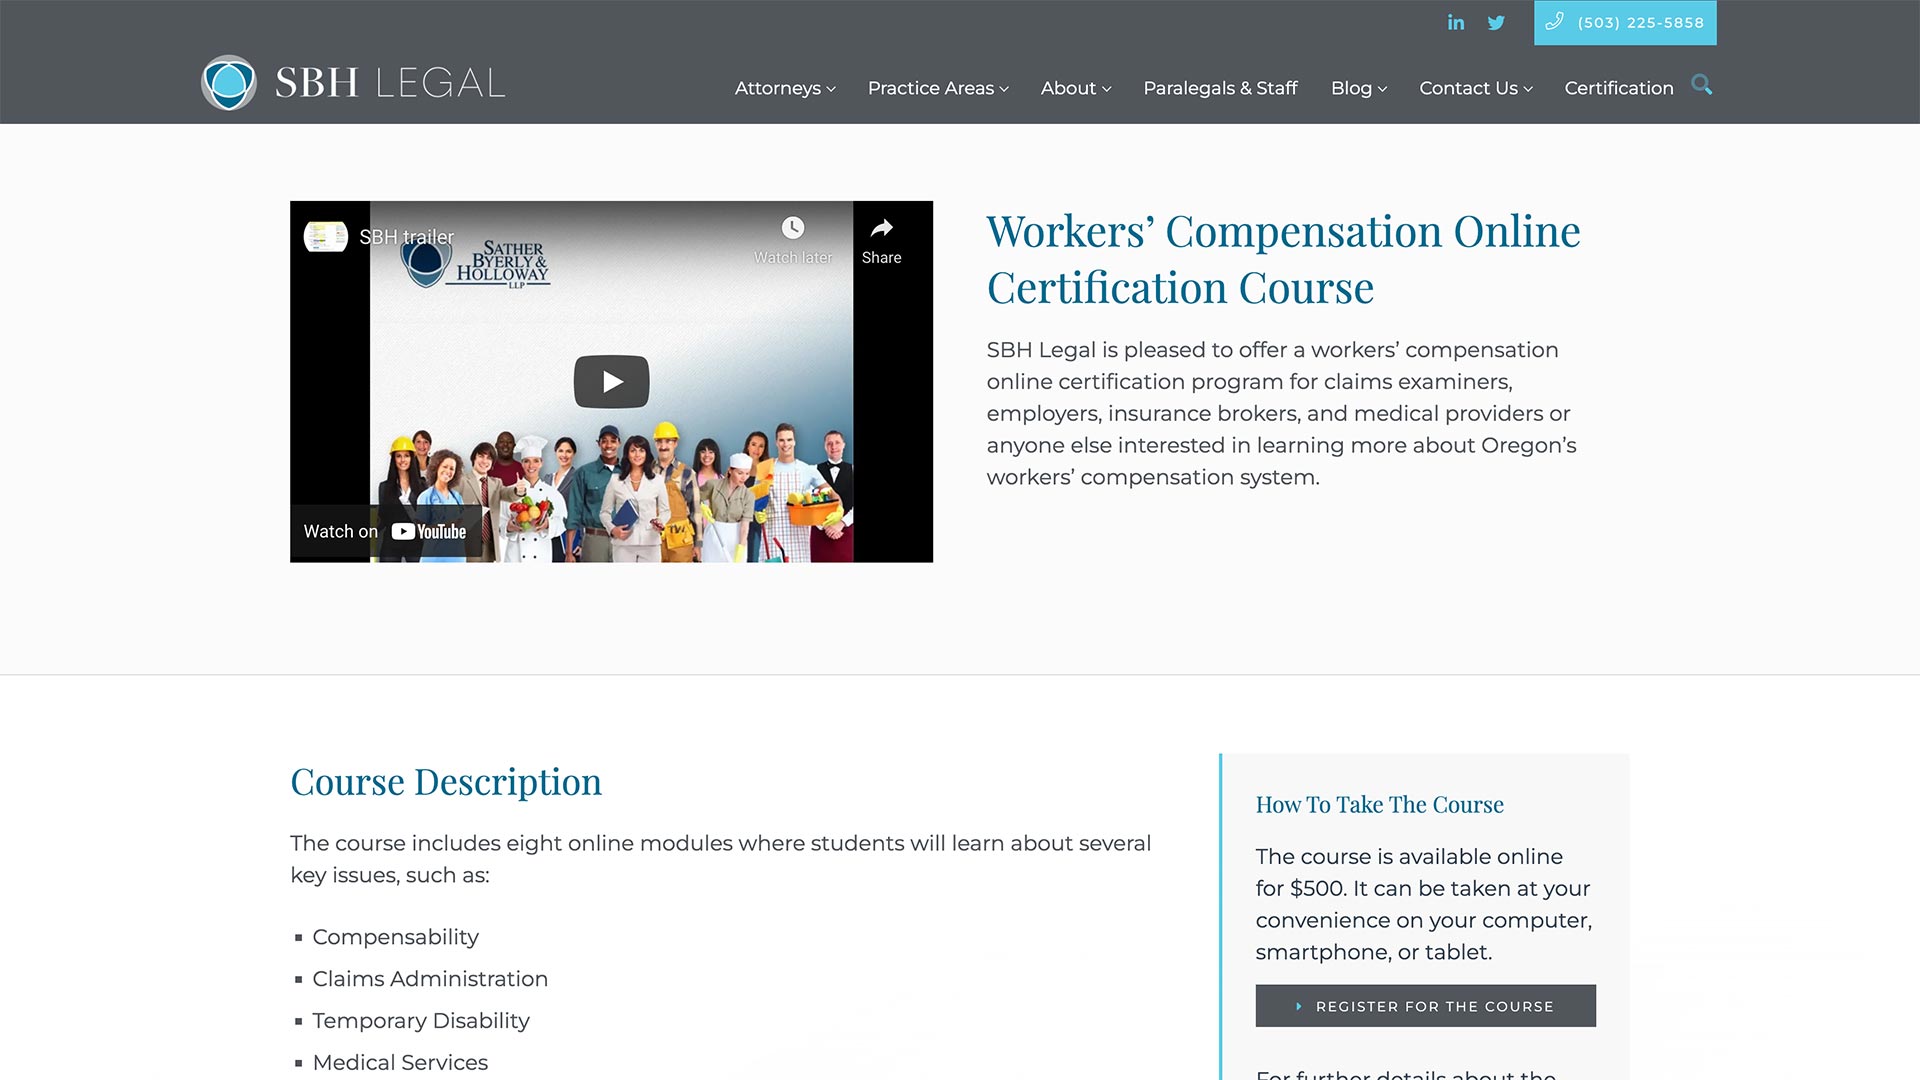 (503) 225-5858
SBH LEGAL
Attorneys Practice Areas About Paralegals & Staff Blog Contact Us Certification
SBH trailer
Watch later
Share
SATHER
BYERLY &
HOLLOWAY
LLP
Watch on YouTube
Workers’ Compensation Online
Certification Course
SBH Legal is pleased to offer a workers’ compensation
online certification program for claims examiners,
employers, insurance brokers, and medical providers or
anyone else interested in learning more about Oregon’s
workers’ compensation system.
Course Description
The course includes eight online modules where students will learn about several
key issues, such as:
Compensability
Claims Administration
Temporary Disability
Medical Services
How To Take The Course
The course is available online
for $500. It can be taken at your
convenience on your computer,
smartphone, or tablet.
REGISTER FOR THE COURSE
For further details about the